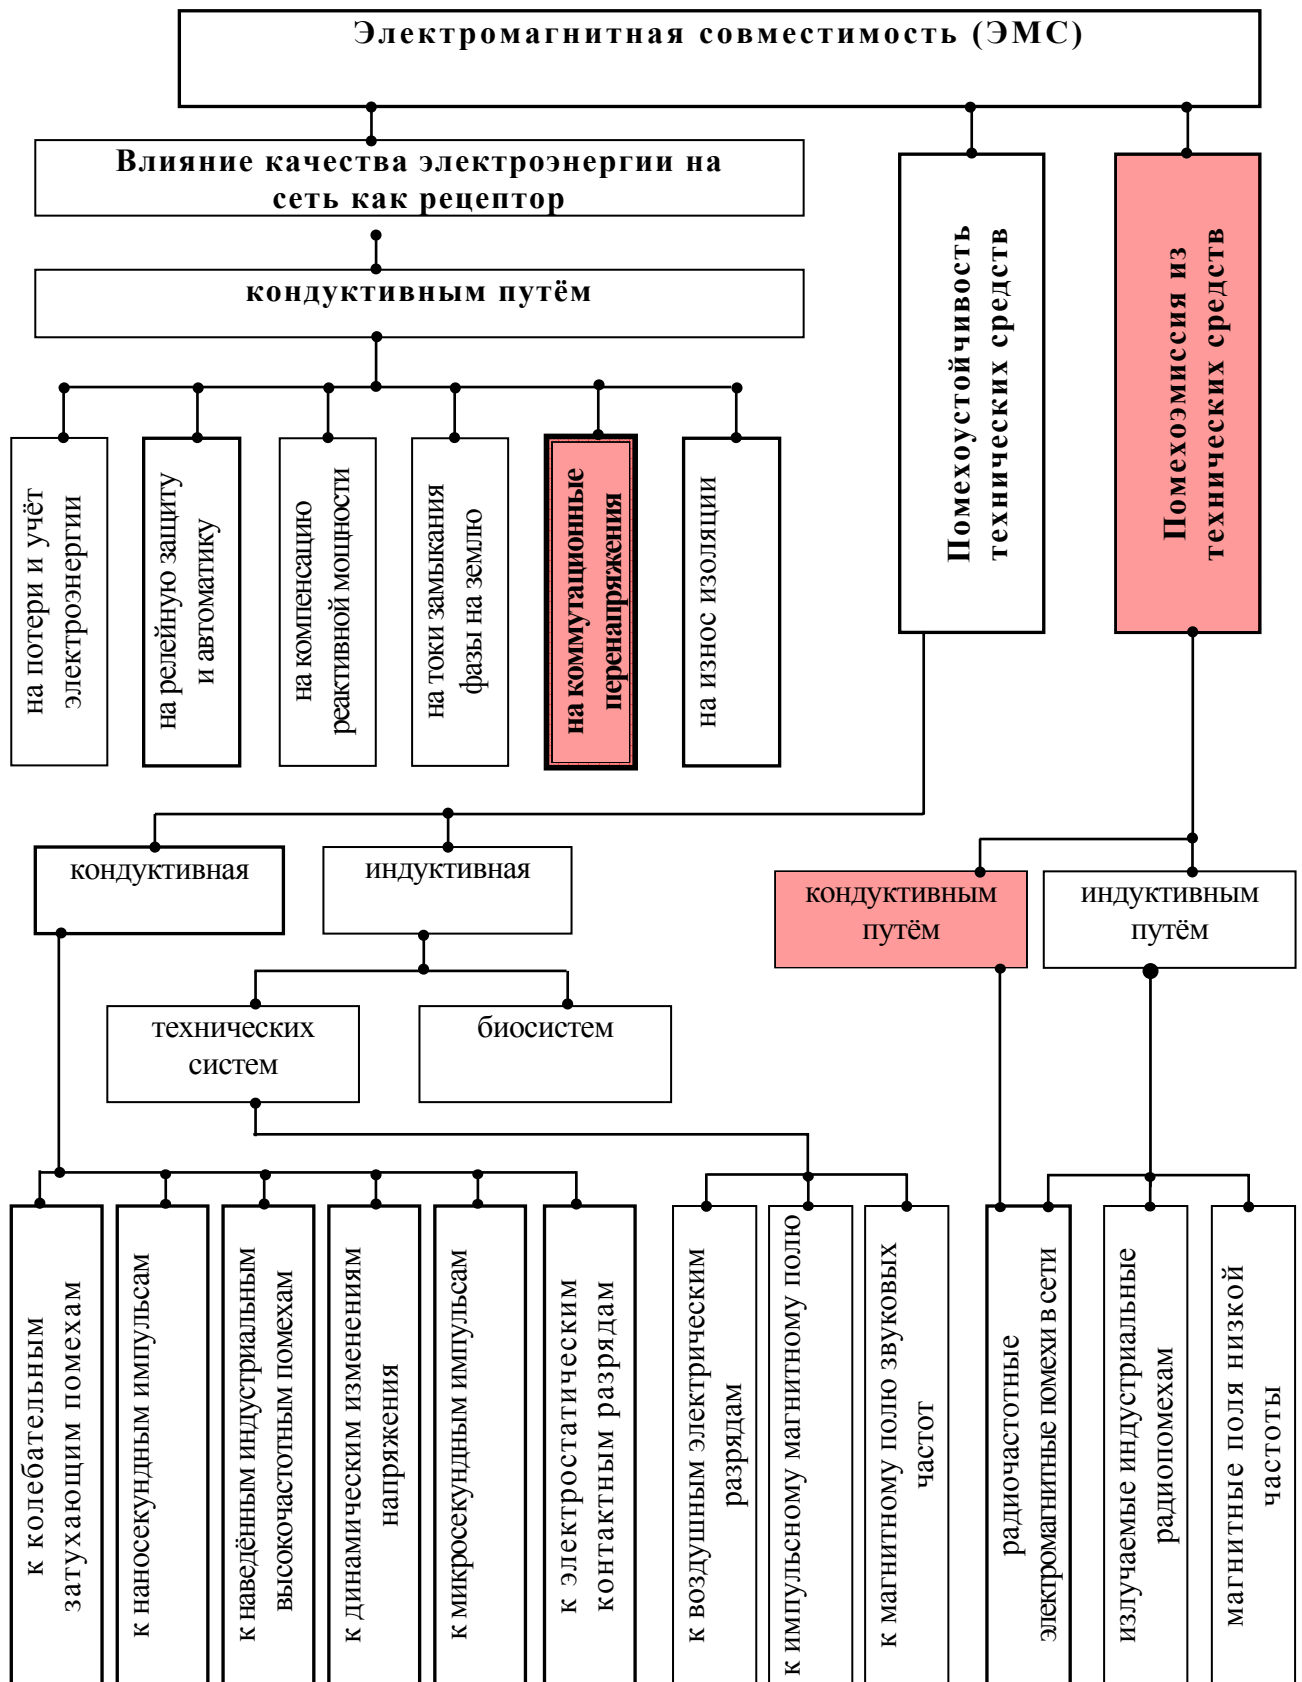 Электромагнитная совместимость (ЭМС)
Влияние качества электроэнергии на
сеть как рецептор
кондуктивным путём
Помехоустойчивость
технических средств
Помехоэмиссия из
технических средств
на потери и учёт
электроэнергии
на релейную защиту
и автоматику
на компенсацию
реактивной мощности
на токи замыкания
фазы на землю
на коммутационные
перенапряжения
на износ изоляции
кондуктивная
индуктивная
кондуктивным
путём
индуктивным
путём
технических
систем
биосистем
к колебательным
затухающим помехам
к наносекундным импульсам
к наведённым индустриальным
высокочастотным помехам
к динамическим изменениям
напряжения
к микросекундным импульсам
к электростатическим
контактным разрядам
к воздушным электрическим
разрядам
к импульсному магнитному полю
к магнитному полю звуковых
частот
радиочастотные
электромагнитные помехи в сети
излучаемые индустриальные
радиопомехам
магнитные поля низкой
частоты